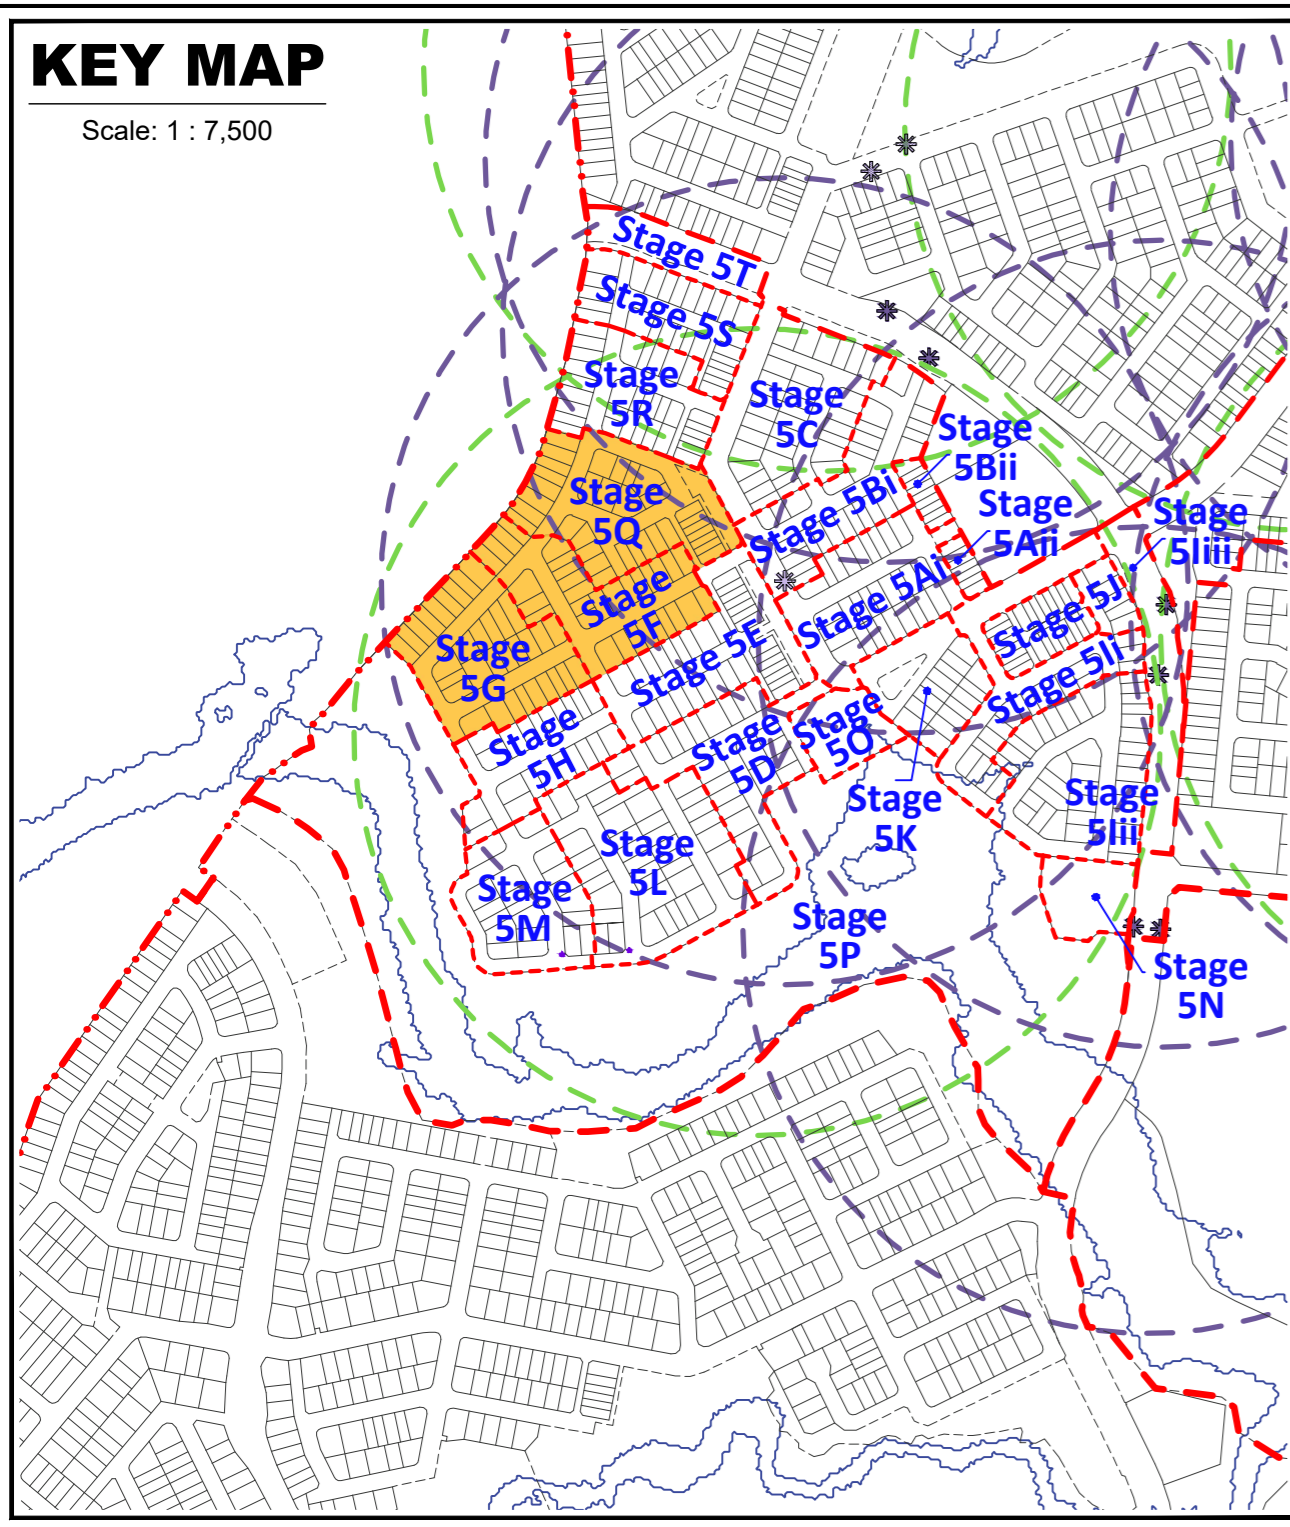 KEY MAP
Scale: 1 : 7,500
Stage 5T
Stage 5S
Stage
5R
Stage
5C
Stage
5Bii
Stage
5Q
Stage 5Bi
Stage
5Aii
Stage
5Iiii
Stage
5F
Stage 5Ai
Stage 5J
Stage
5G
Stage 5E
Stage 5Ii
Stage
5H
Stage
5D
Stage
5O
Stage
5K
Stage
5Iii
Stage
5L
Stage
5M
Stage
5P
Stage
5N